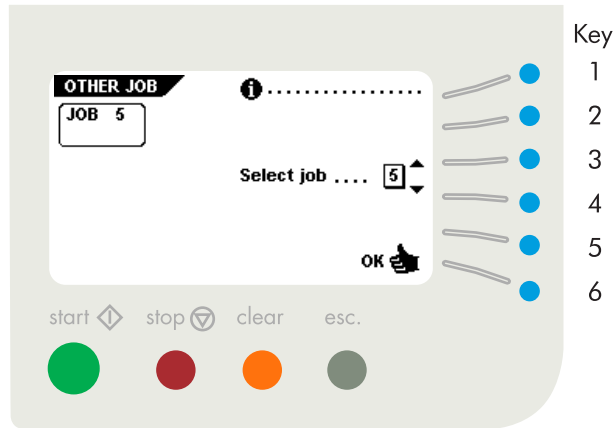 Key
OTHER JOB
i.................
1
JOB 5
2
Select job .... 5
3
4
OK
5
6
start stop clear esc.